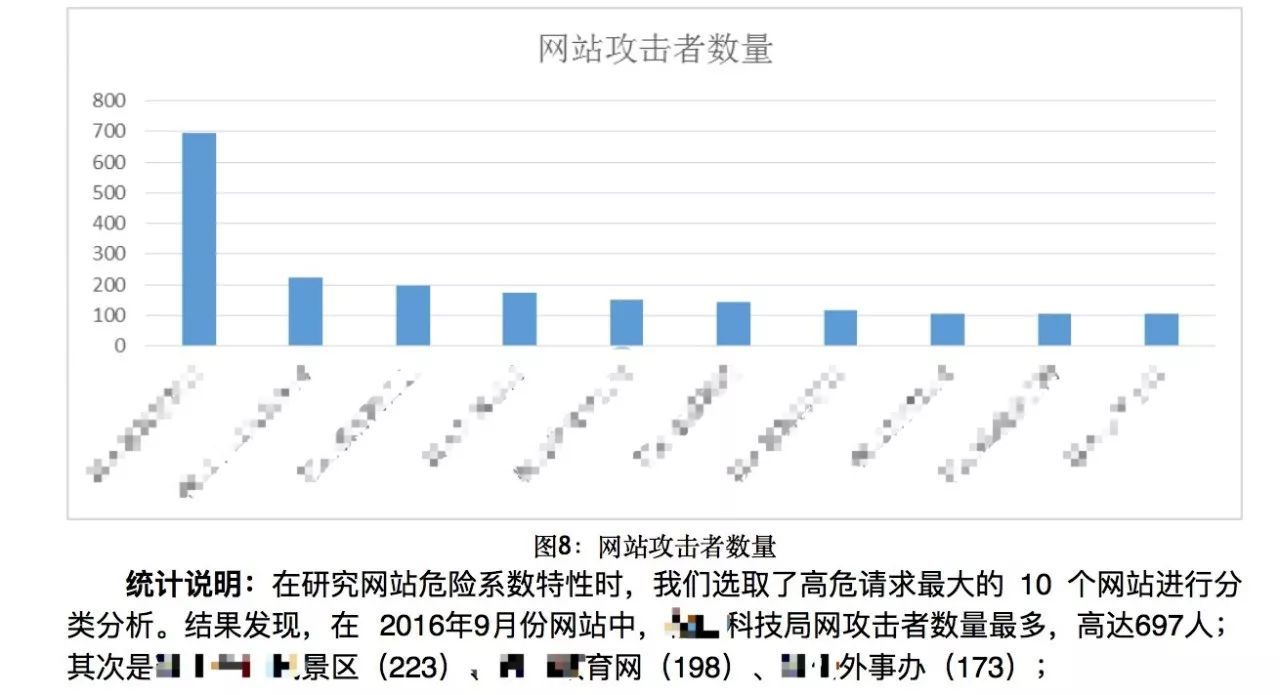 网站攻击者数量
800
700
600
500
400
300
200
100
0
图8：网站攻击者数量
统计说明：在研究网站危险系数特性时，我们选取了高危请求最大的 10 个网站进行分
类分析。结果发现，在 2016年9月份网站中，科技局网攻击者数量最多，高达697人；
其次是景区（223）、育网（198）、外事办（173）；